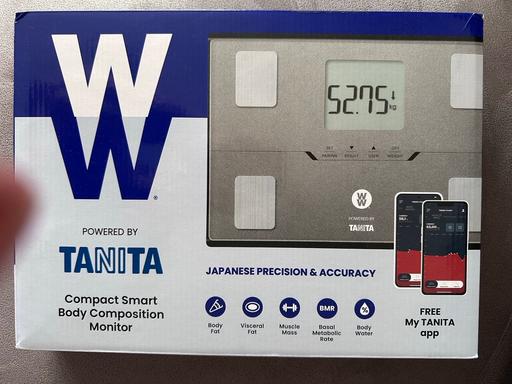 W
W®
POWERED BY
TANITA
Compact Smart
Body Composition
Monitor
52.75 kg
SET ▼ ▲ OFF
PAIRING RESULT USER WEIGHT
W
W
POWERED BY
TANITA
JAPANESE PRECISION & ACCURACY
BMR
%
Body
Fat
Visceral
Fat
Muscle
Mass
Basal
Metabolic
Rate
Body
Water
FREE
My TANITA
app